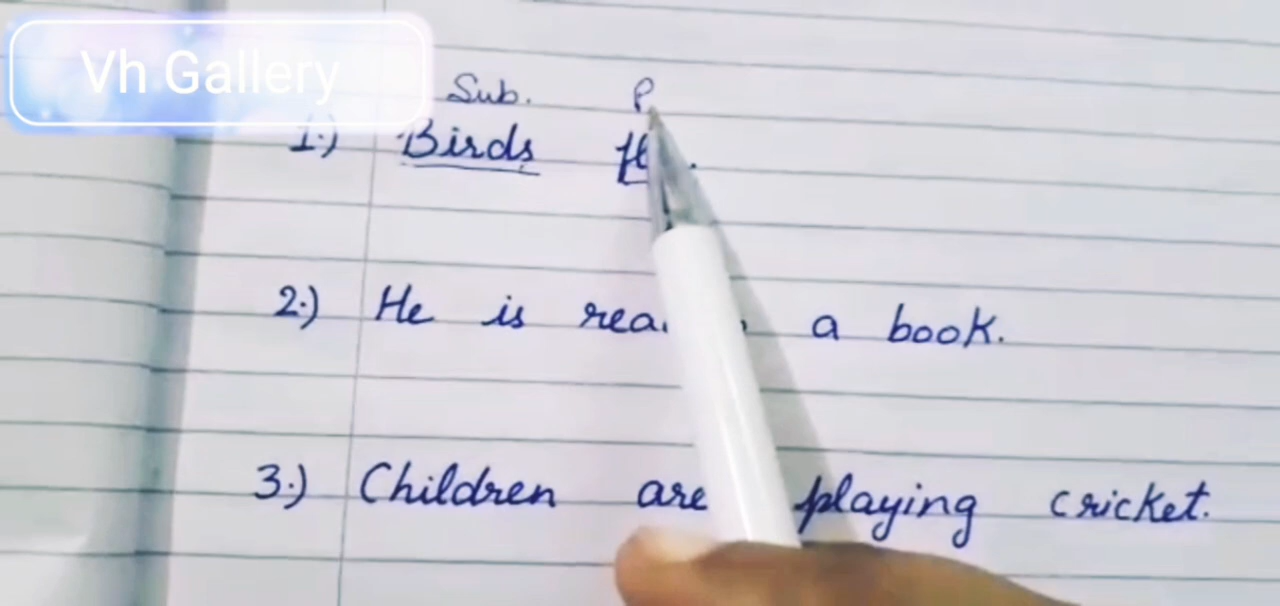 Vh Gallery
Sub. P
1.) Birds
2.) He is a book.
3.) Children are playing cricket.